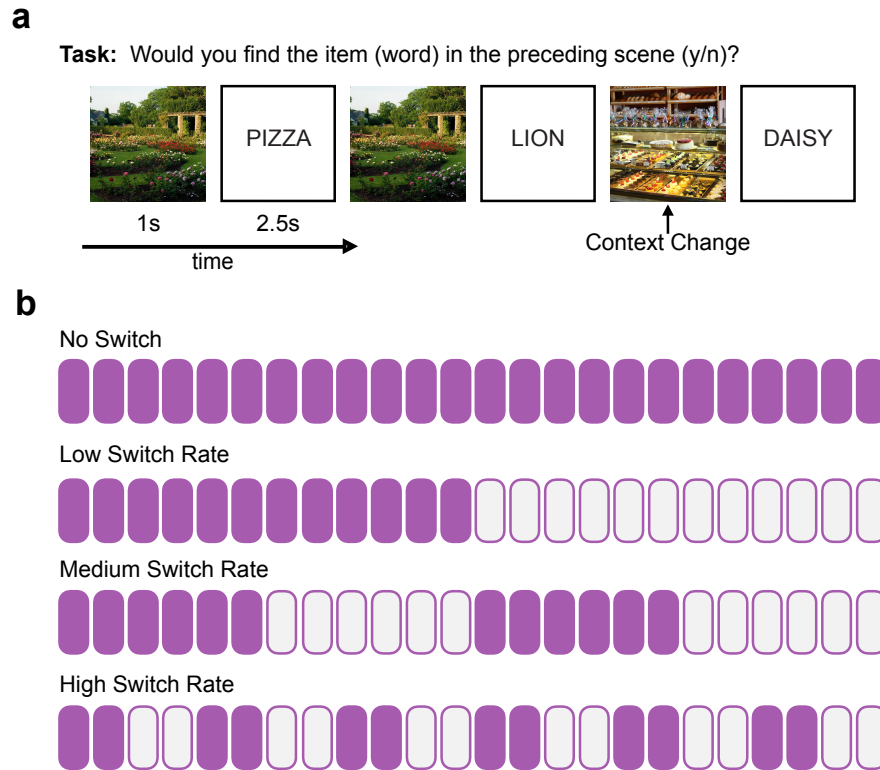 a
Task: Would you find the item (word) in the preceding scene (y/n)?
PIZZA
LION
DAISY
1s
2.5s
Context Change
time
b
No Switch
Low Switch Rate
Medium Switch Rate
High Switch Rate